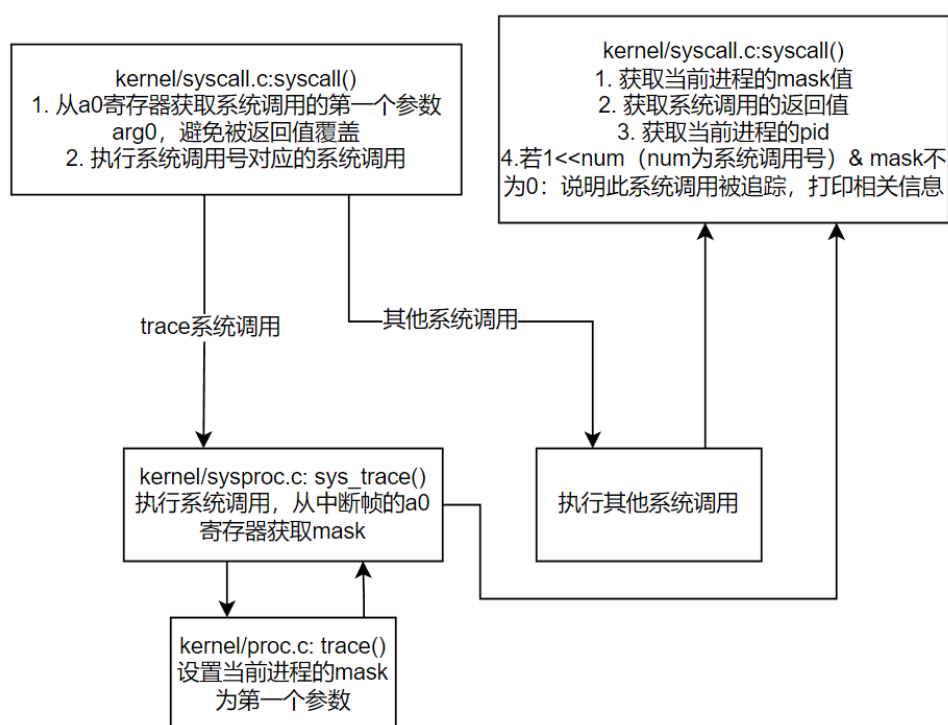 kernel/syscall.c:syscall()
1. 从a0寄存器获取系统调用的第一个参数
arg0，避免被返回值覆盖
2. 执行系统调用号对应的系统调用
kernel/syscall.c:syscall()
1. 获取当前进程的mask值
2. 获取系统调用的返回值
3. 获取当前进程的pid
4.若1<<num（num为系统调用号）& mask不
为0：说明此系统调用被追踪，打印相关信息
trace系统调用
其他系统调用
kernel/sysproc.c: sys_trace()
执行系统调用，从中断帧的a0
寄存器获取mask
执行其他系统调用
kernel/proc.c: trace()
设置当前进程的mask
为第一个参数